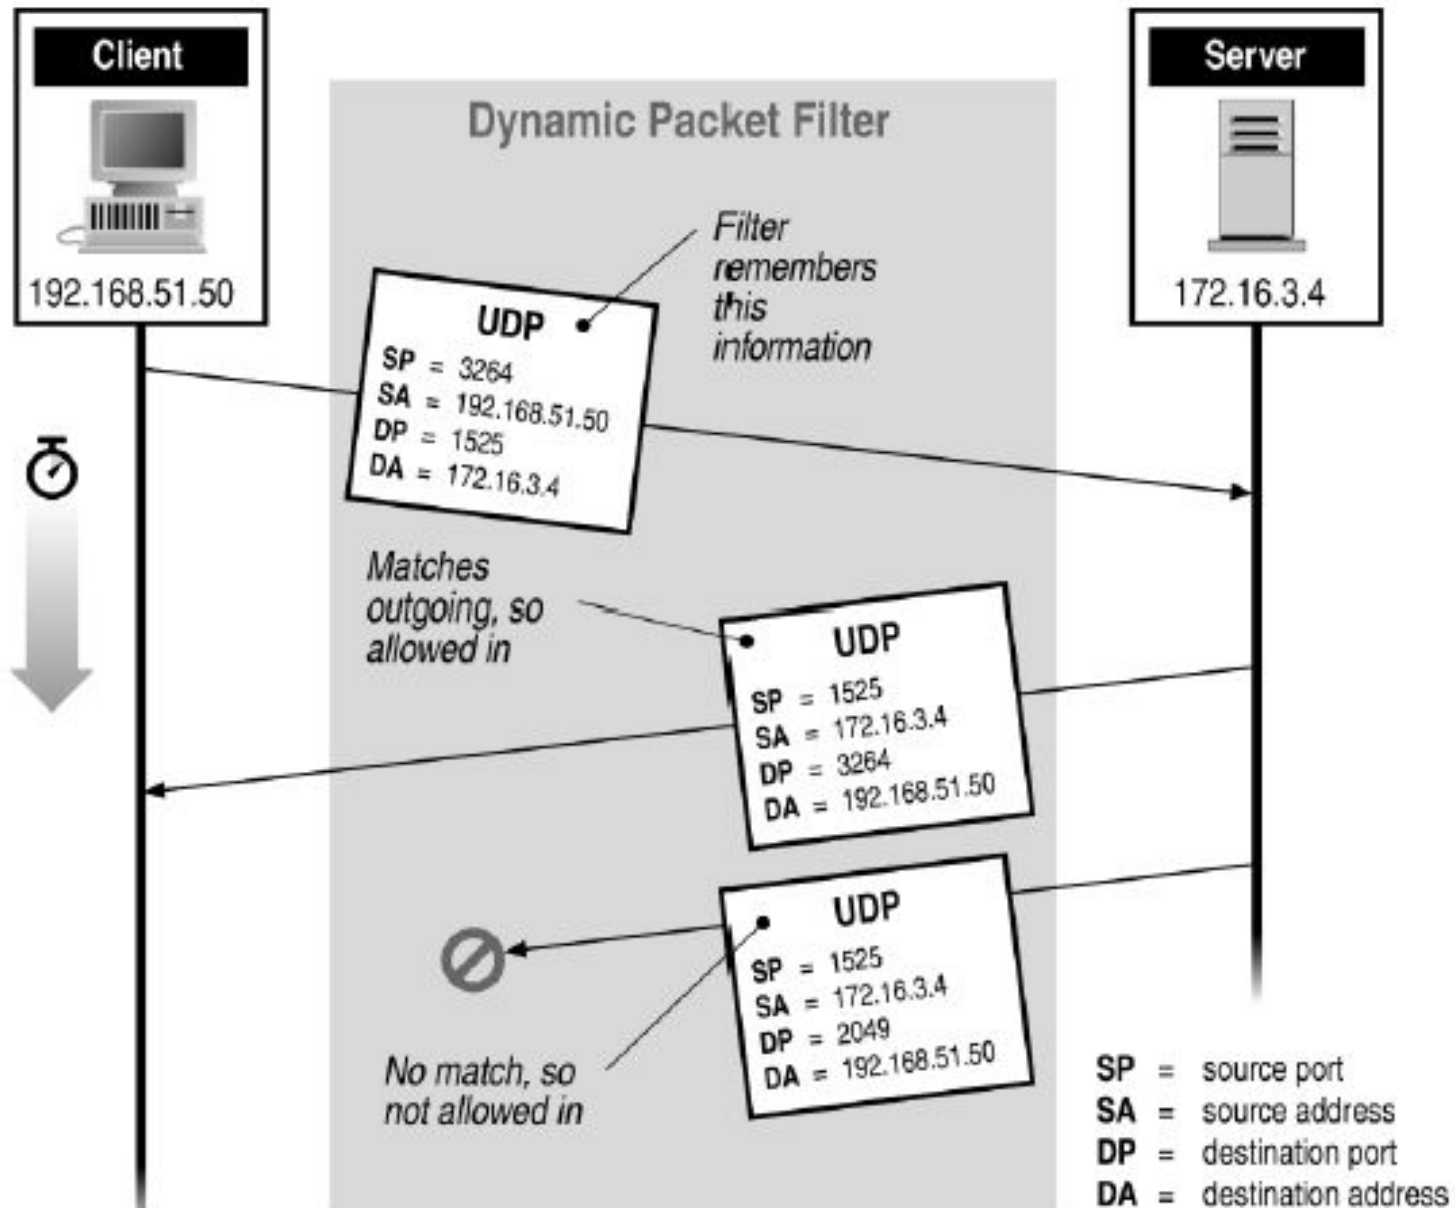 Client
192.168.51.50
Server
172.16.3.4
Dynamic Packet Filter
Filter
remembers
this
information
UDP
SP = 3264
SA = 192.168.51.50
DP = 1525
DA = 172.16.3.4
Matches
outgoing, so
allowed in
UDP
SP = 1525
SA = 172.16.3.4
DP = 3264
DA = 192.168.51.50
UDP
SP = 1525
SA = 172.16.3.4
DP = 2049
DA = 192.168.51.50
No match, so
not allowed in
SP = source port
SA = source address
DP = destination port
DA = destination address